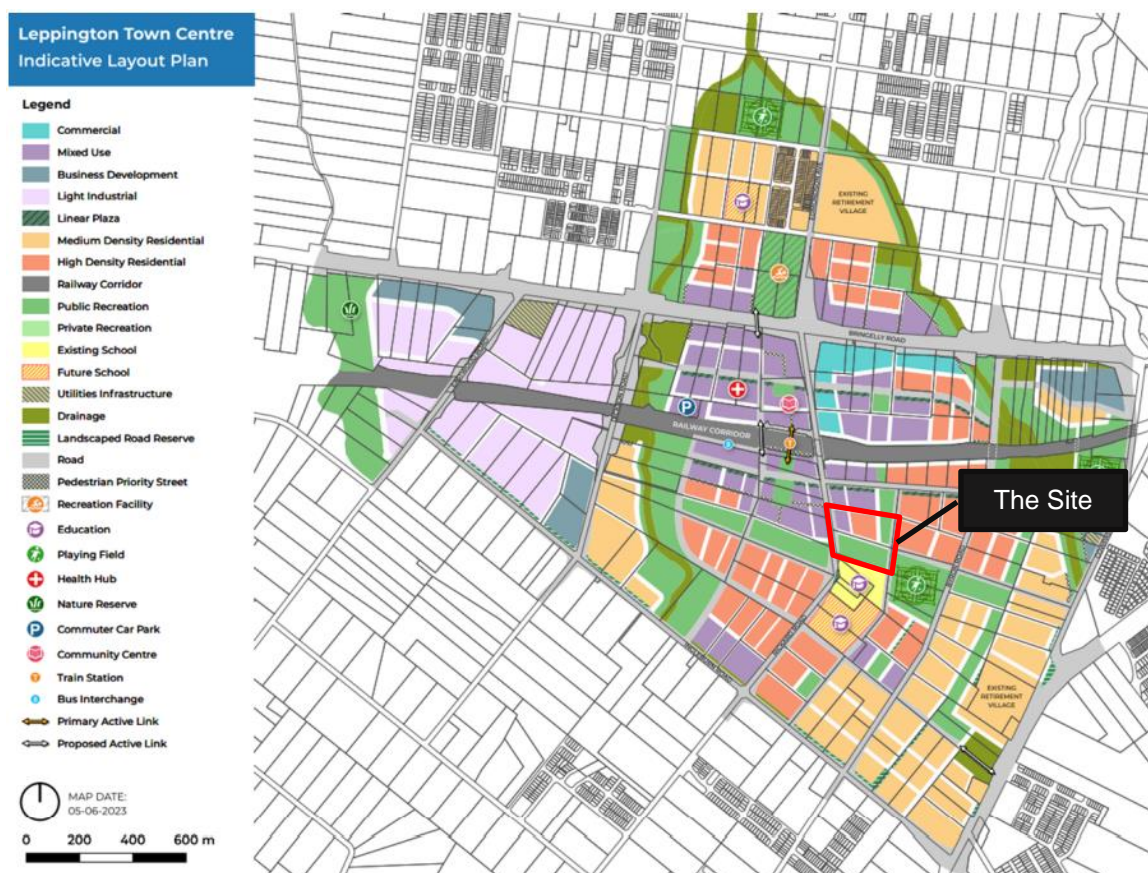 Leppington Town Centre
Indicative Layout Plan
Legend
Commercial
Mixed Use
Business Development
Light Industrial
Linear Plaza
Medium Density Residential
High Density Residential
Railway Corridor
Public Recreation
Private Recreation
Existing School
Future School
Utilities Infrastructure
Drainage
Landscaped Road Reserve
Road
Pedestrian Priority Street
Recreation Facility
Education
Playing Field
Health Hub
Nature Reserve
P Commuter Car Park
Community Centre
T Train Station
B Bus Interchange
Primary Active Link
Proposed Active Link
MAP DATE:
05-06-2023
0 200 400 600 m
EXISTING
RETIREMENT
VILLAGE
BRINGELLY ROAD
P
RAILWAY CORRIDOR
B
T
The Site
RICKARD ROAD
EXISTING
RETIREMENT
VILLAGE